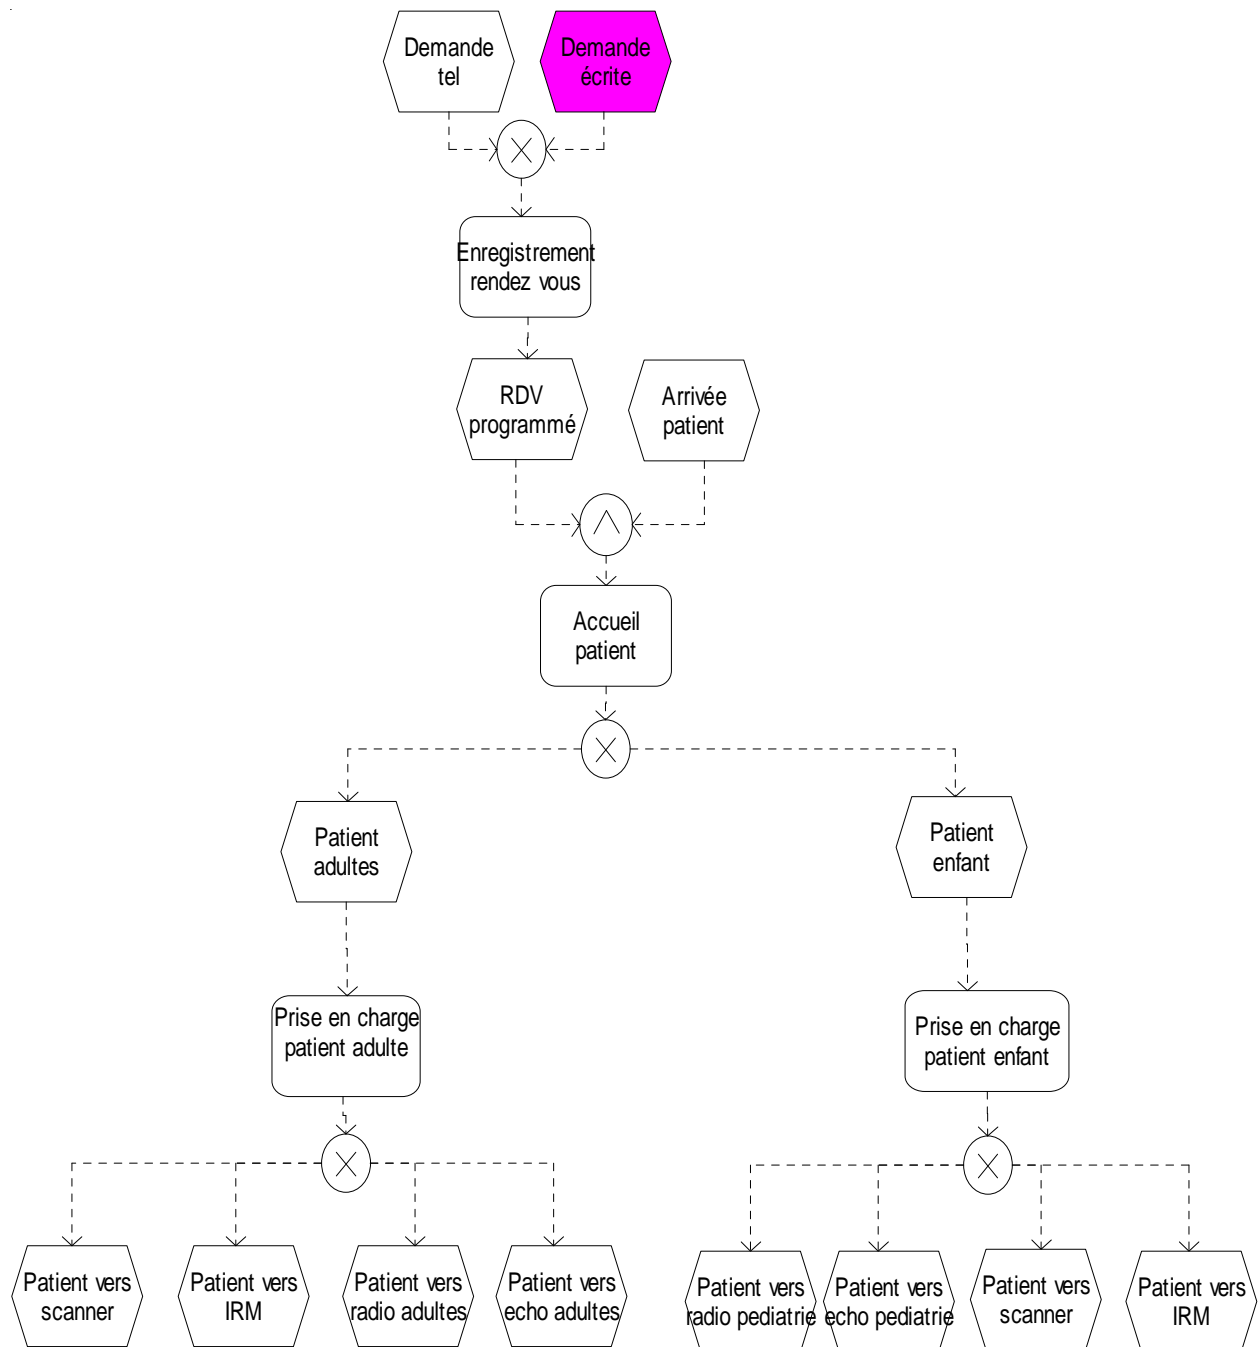 Demande
tel
Demande
écrite
Enregistrement
rendez vous
RDV
programmé
Arrivée
patient
Accueil
patient
Patient
adultes
Patient
enfant
Prise en charge
patient adulte
Prise en charge
patient enfant
Patient vers
scanner
Patient vers
IRM
Patient vers
radio adultes
Patient vers
echo adultes
Patient vers
radio pediatrie
Patient vers
echo pediatrie
Patient vers
scanner
Patient vers
IRM